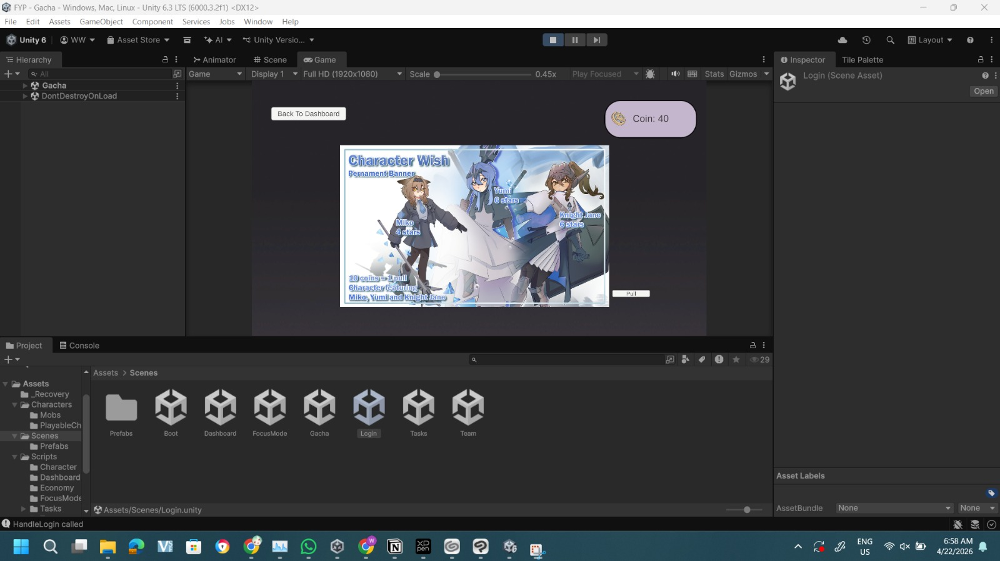 FYP - Gacha - Windows, Mac, Linux - Unity 6.3 LTS (6000.3.2f1) <DX12>
File Edit Assets GameObject Component Services Jobs Window Help
Unity 6 WW Asset Store AI Unity Versio...
Layout
Hierarchy
Animator Scene Game
Inspector Tile Palette
All
Game Display 1 Full HD (1920x1080) Scale 0.45x Play Focused Stats Gizmos
Login (Scene Asset)
Open
Gacha
DontDestroyOnLoad
Back To Dashboard
Coin: 40
Character Wish
Pernament Banner
Yumi
6 stars
Knight Jane
6 stars
Miko
4 stars
10 coins = 1 pull
Character featuring
Miko, Yumi and Knight Jane
Pull
Project Console
29
Assets > Scenes
Assets
_Recovery
Characters
Mobs
PlayableCh
Scenes
Prefabs
Scripts
Character
Dashboard
Economy
FocusMode
Tasks
Prefabs Boot Dashboard FocusMode Gacha Login Tasks Team
Assets/Scenes/Login.unity
Asset Labels
AssetBundle None None
HandleLogin called
ENG
US
6:58 AM
4/22/2026